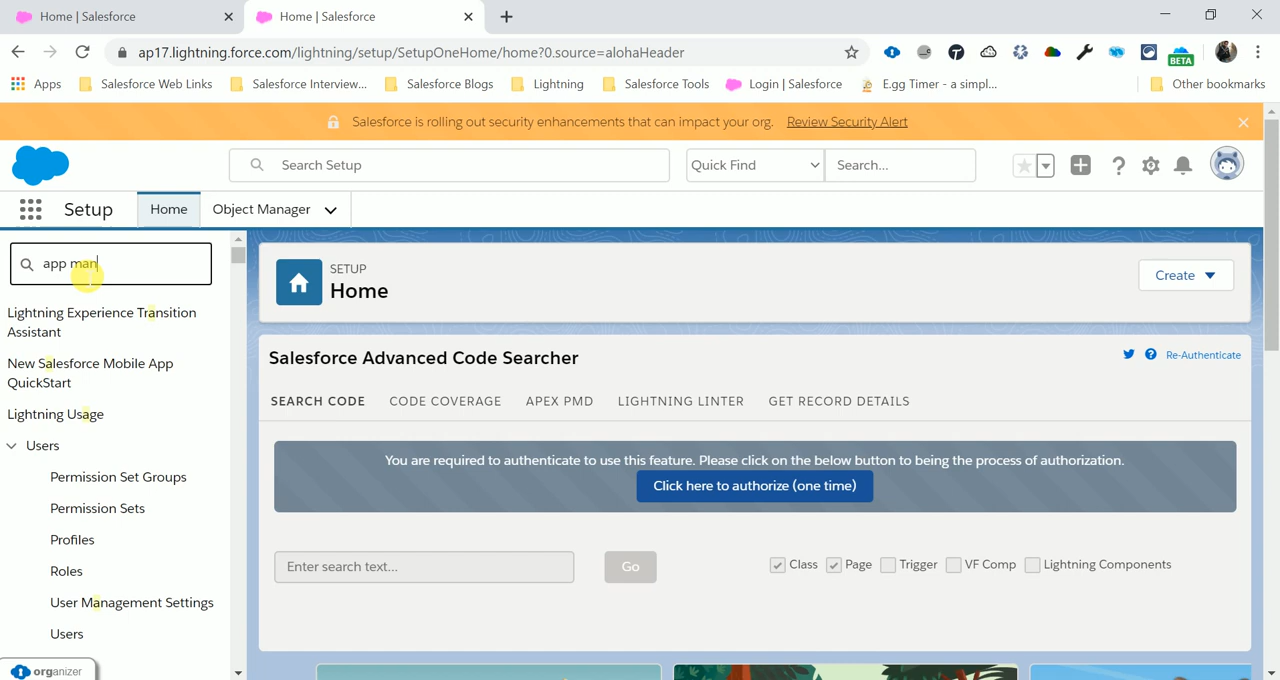 Home | Salesforce
Home | Salesforce
ap17.lightning.force.com/lightning/setup/SetupOneHome/home?0.source=alohaHeader
BETA
Apps
Salesforce Web Links
Salesforce Interview...
Salesforce Blogs
Lightning
Salesforce Tools
Login | Salesforce
E.gg Timer - a simpl...
Other bookmarks
Salesforce is rolling out security enhancements that can impact your org. Review Security Alert
Search Setup
Quick Find
Search...
Setup
Home
Object Manager
app man
Lightning Experience Transition
Assistant
New Salesforce Mobile App
QuickStart
Lightning Usage
Users
Permission Set Groups
Permission Sets
Profiles
Roles
User Management Settings
Users
organizer
SETUP
Home
Create
Salesforce Advanced Code Searcher
Re-Authenticate
SEARCH CODE
CODE COVERAGE
APEX PMD
LIGHTNING LINTER
GET RECORD DETAILS
You are required to authenticate to use this feature. Please click on the below button to being the process of authorization.
Click here to authorize (one time)
Enter search text...
Go
Class
Page
Trigger
VF Comp
Lightning Components